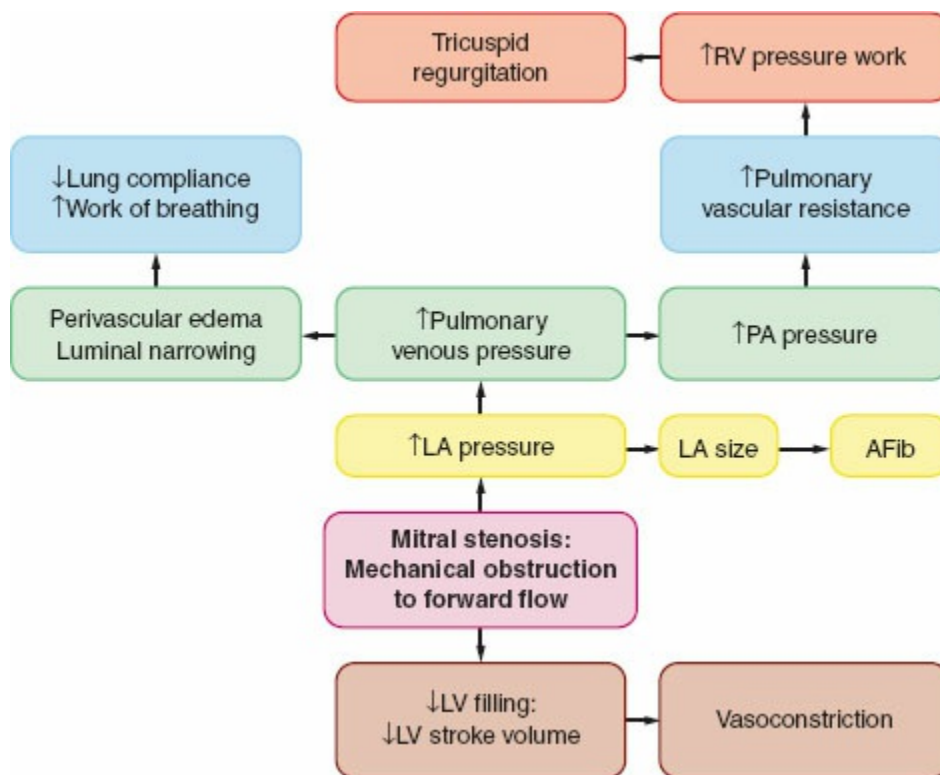 Tricuspid
regurgitation
↑RV pressure work
↓Lung compliance
↑Work of breathing
↑Pulmonary
vascular resistance
Perivascular edema
Luminal narrowing
↑Pulmonary
venous pressure
↑PA pressure
↑LA pressure
LA size
AFib
Mitral stenosis:
Mechanical obstruction
to forward flow
↓LV filling:
↓LV stroke volume
Vasoconstriction